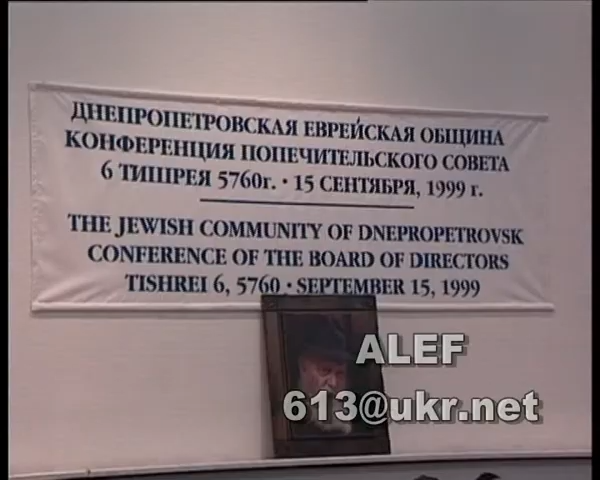 ДНЕПРОПЕТРОВСКАЯ ЕВРЕЙСКАЯ ОБЩИНА
КОНФЕРЕНЦИЯ ПОПЕЧИТЕЛЬСКОГО СОВЕТА
6 ТИШРЕЯ 5760г. · 15 СЕНТЯБРЯ, 1999 г.
THE JEWISH COMMUNITY OF DNEPROPETROVSK
CONFERENCE OF THE BOARD OF DIRECTORS
TISHREI 6, 5760 · SEPTEMBER 15, 1999
ALEF
613@ukr.net